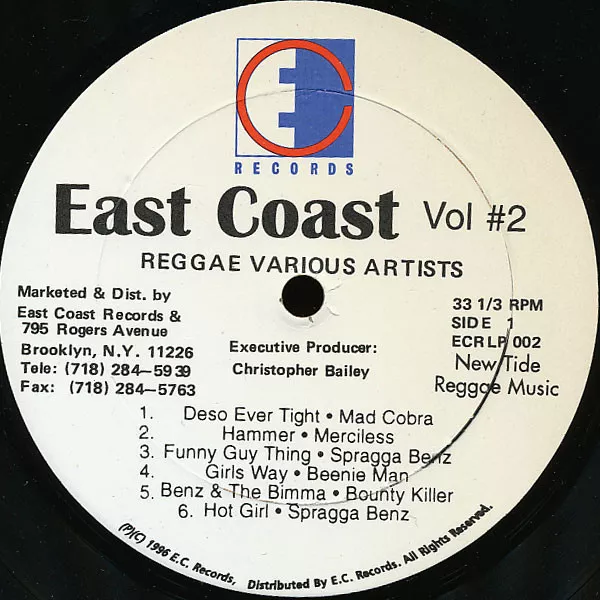 E C
RECORDS
East Coast Vol #2
REGGAE VARIOUS ARTISTS
Marketed & Dist. by
East Coast Records &
795 Rogers Avenue
Brooklyn, N.Y. 11226
Tele: (718) 284-5939
Fax: (718) 284-5763
Executive Producer:
Christopher Bailey
33 1/3 RPM
SIDE 1
ECRLP 002
New Tide
Reggae Music
1. Deso Ever Tight • Mad Cobra
2. Hammer • Merciless
3. Funny Guy Thing • Spragga Benz
4. Girls Way • Beenie Man
5. Benz & The Bimma • Bounty Killer
6. Hot Girl • Spragga Benz
(P)(C) 1996 E.C. Records, Distributed By E.C. Records. All Rights Reserved.